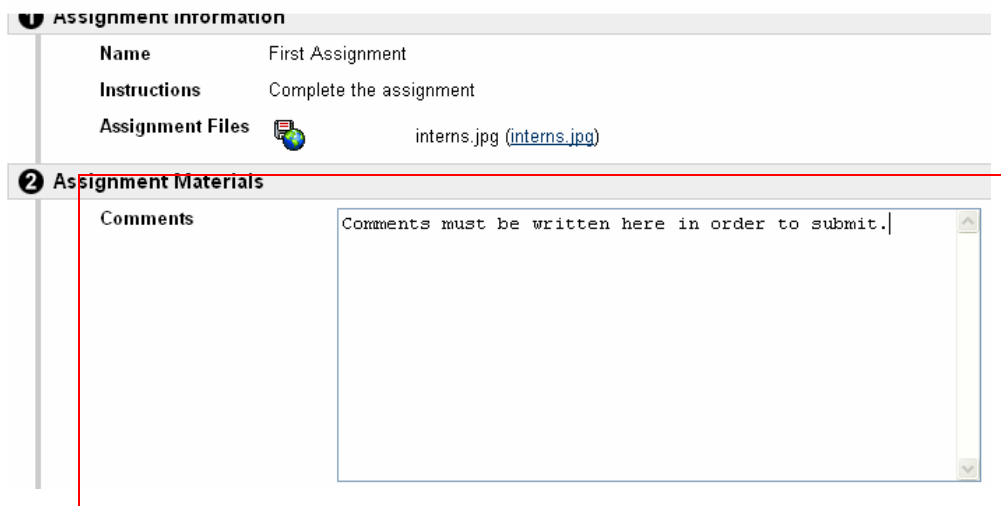 1 Assignment Information
Name First Assignment
Instructions Complete the assignment
Assignment Files interns.jpg (interns.jpg)
2 Assignment Materials
Comments Comments must be written here in order to submit.